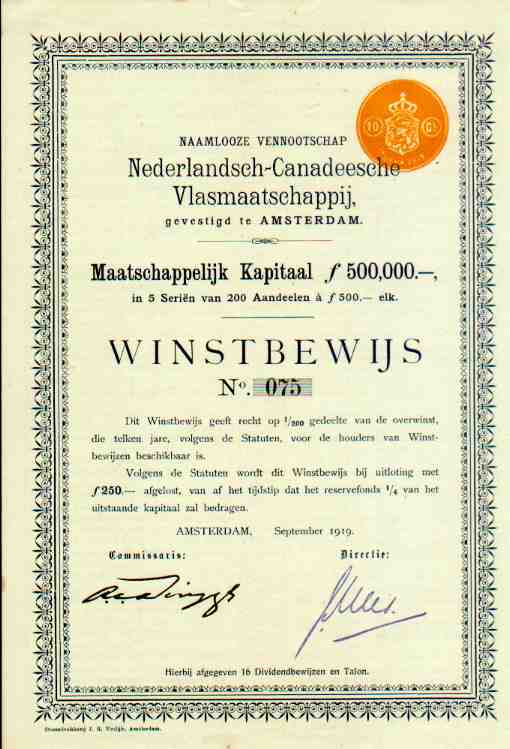 NAAMLOOZE VENNOOTSCHAP
Nederlandsch-Canadeesche
Vlasmaatschappij,
gevestigd te AMSTERDAM.
Maatschappelijk Kapitaal ƒ 500,000.—,
in 5 Seriën van 200 Aandeelen à ƒ 500.— elk.
WINSTBEWIJS
No. 075
Dit Winstbewijs geeft recht op 1/200 gedeelte van de overwinst,
die telken jare, volgens de Statuten, voor de houders van Winst-
bewijzen beschikbaar is.
Volgens de Statuten wordt dit Winstbewijs bij uitloting met
ƒ 250.— afgelost, van af het tijdstip dat het reservefonds 1/4 van het
uitstaande kapitaal zal bedragen.
AMSTERDAM, September 1919.
Commissaris: Directie:
Hierbij afgegeven 16 Dividendbewijzen en Talon.
10 Ct.
Stoomdrukkerij J. R. Amsterdam.